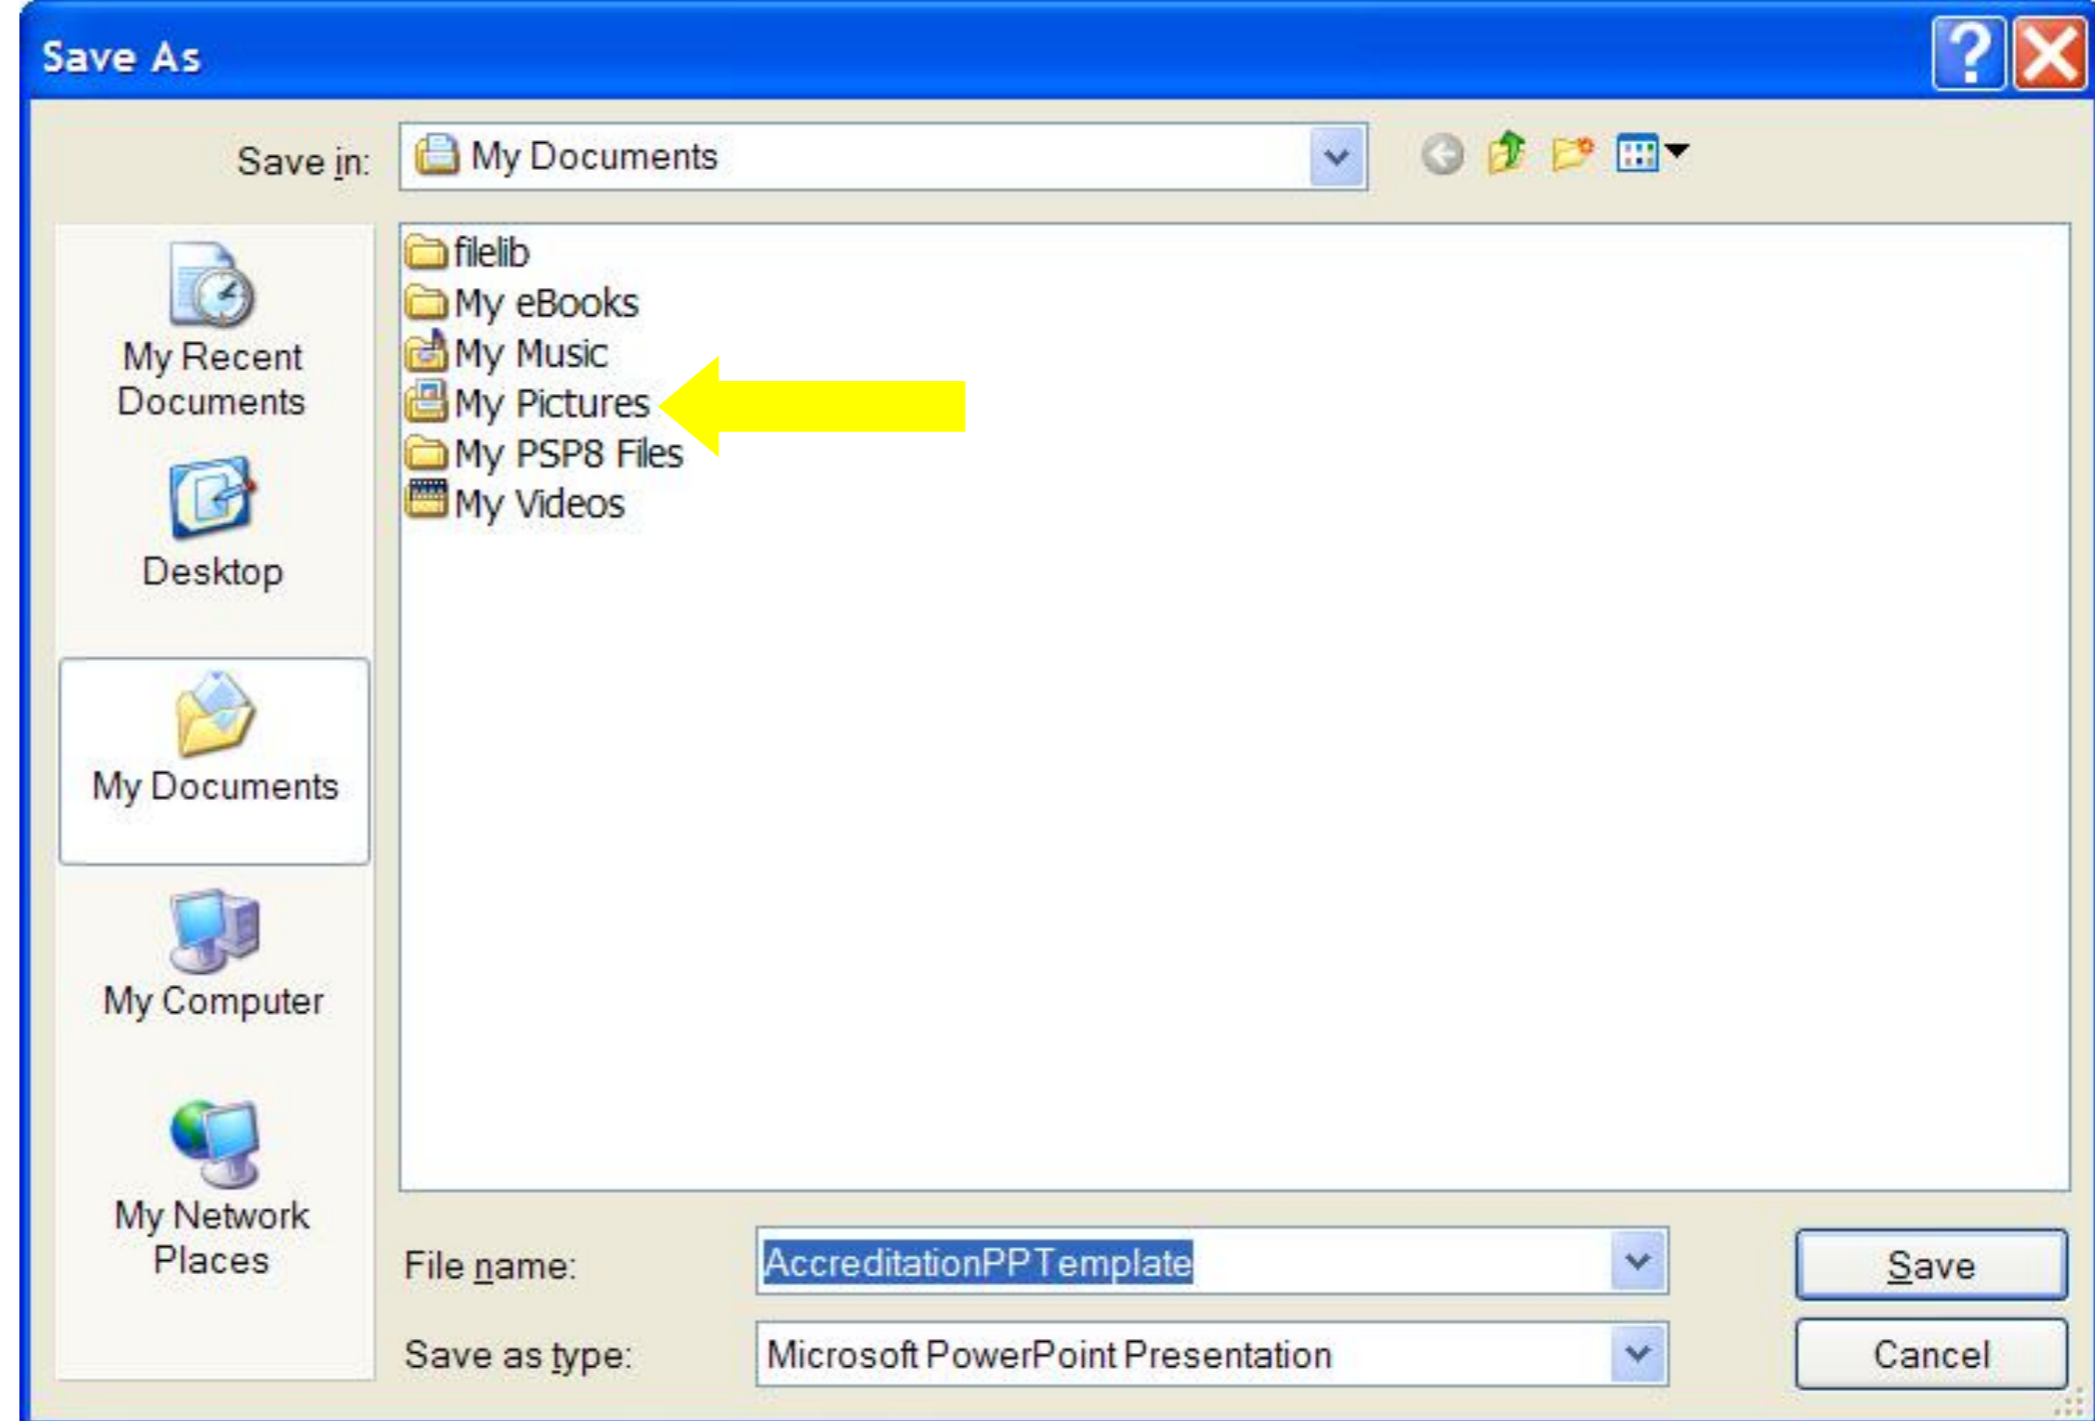 Save As
Save in:
My Documents
My Recent
Documents
Desktop
My Documents
My Computer
My Network
Places
filelib
My eBooks
My Music
My Pictures
My PSP8 Files
My Videos
File name:
AccreditationPPTemplate
Save
Save as type:
Microsoft PowerPoint Presentation
Cancel